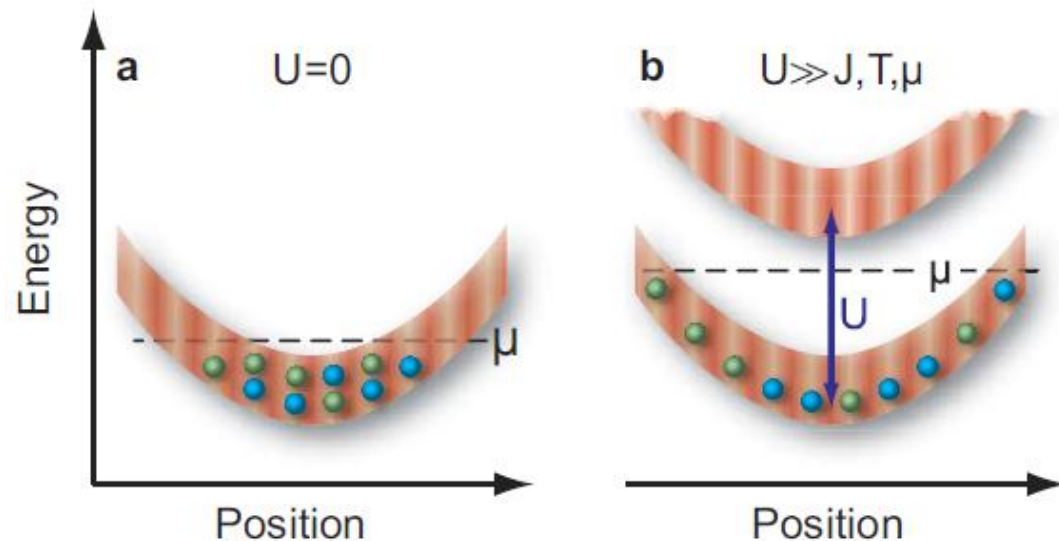 a
U=0
b
U≫J,T,μ
Energy
μ
μ
U
Position
Position